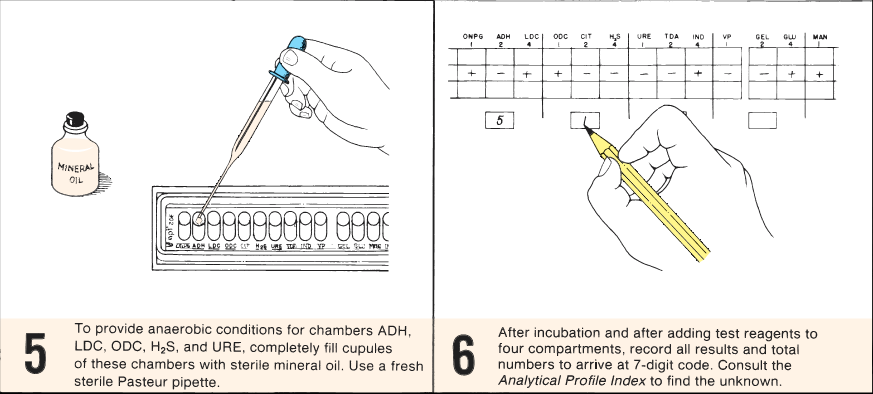 MINERAL
OIL
ONPG ADH LDC ODC CIT H₂S URE TDA IND VP GEL GLU MAN
1 2 4 1 2 4 1 2 4 1 2 4 1
+ – + + – – – – + – – + +
5
ADH LDC ODC CIT H₂S URE TDE IND VP GEL GLU MNE
5
To provide anaerobic conditions for chambers ADH,
LDC, ODC, H₂S, and URE, completely fill cupules
of these chambers with sterile mineral oil. Use a fresh
sterile Pasteur pipette.
6
After incubation and after adding test reagents to
four compartments, record all results and total
numbers to arrive at 7-digit code. Consult the
Analytical Profile Index to find the unknown.